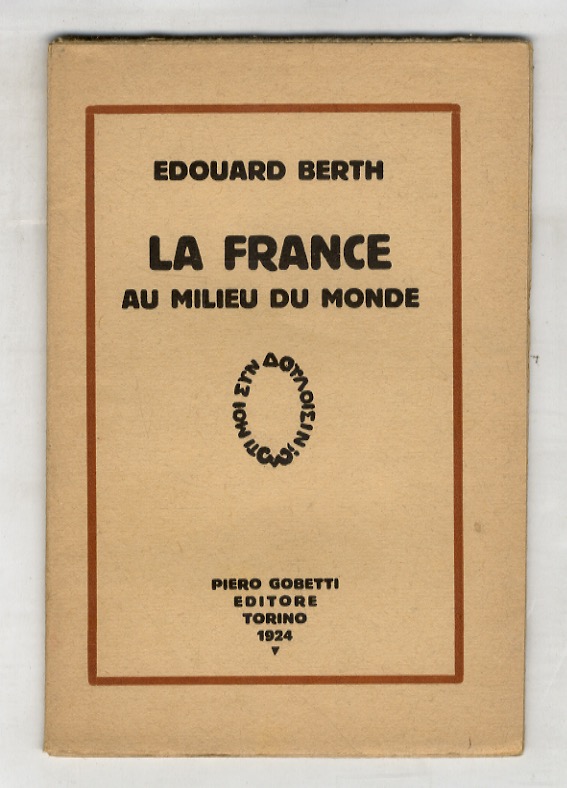 EDOUARD BERTH
LA FRANCE
AU MILIEU DU MONDE
ΤΙ ΜΟΙ ΣΥΝ ΔΟΥΛΟΙΣΙΝ
PIERO GOBETTI
EDITORE
TORINO
1924